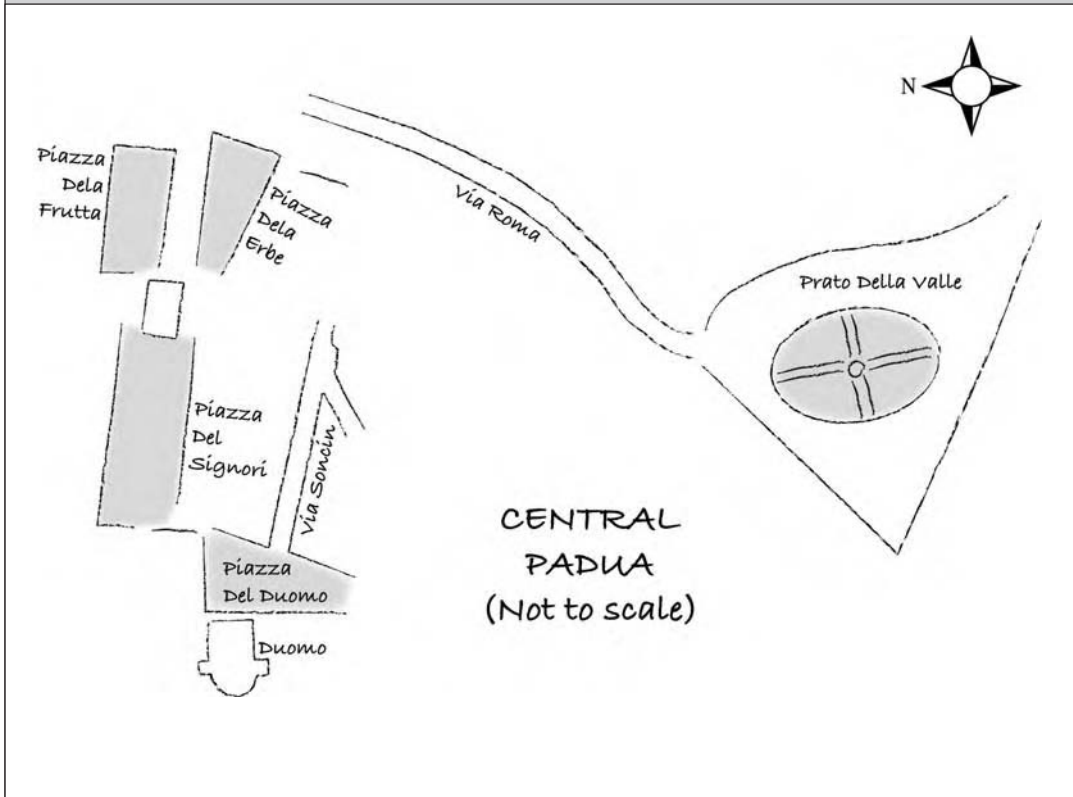 N
Piazza
Dela
Frutta
Piazza
Dela
Erbe
Via Roma
Prato Della Valle
Piazza
Del
Signori
Via Soncin
CENTRAL
PADUA
(Not to scale)
Piazza
Del Duomo
Duomo